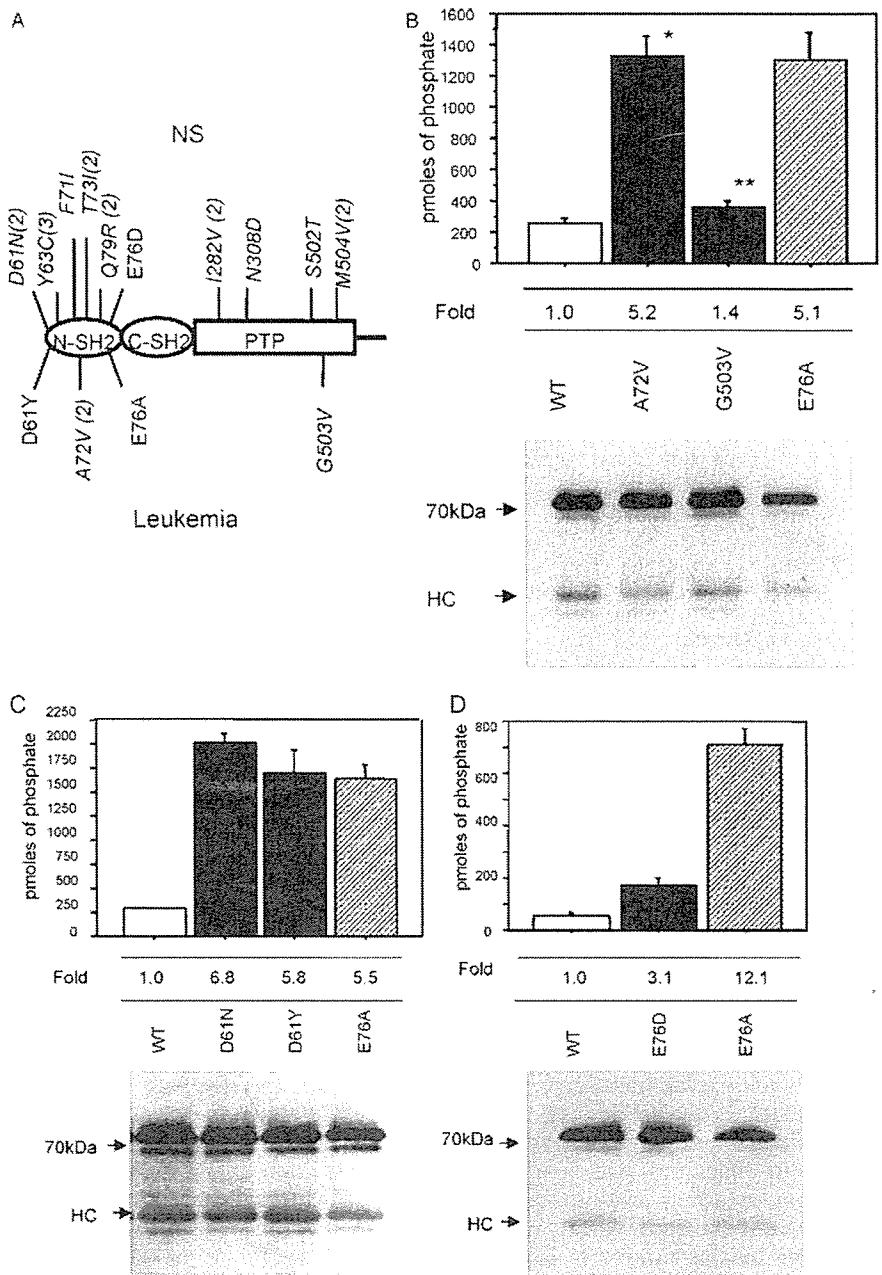 A
NS
D61N(2)
Y63C(3)
F71I
T73I(2)
Q79R (2)
E76D
I282V (2)
N308D
S502T
M504V(2)
N-SH2
C-SH2
PTP
D61Y
A72V (2)
E76A
G503V
Leukemia
B
pmoles of phosphate
1600
1400
1200
1000
800
600
400
200
0
*
**
Fold 1.0 5.2 1.4 5.1
WT A72V G503V E76A
70kDa
HC
C
pmoles of phosphate
2250
2000
1750
1500
1250
1000
750
500
250
0
Fold 1.0 6.8 5.8 5.5
WT D61N D61Y E76A
70kDa
HC
D
pmoles of phosphate
800
600
400
200
0
Fold 1.0 3.1 12.1
WT E76D E76A
70kDa
HC